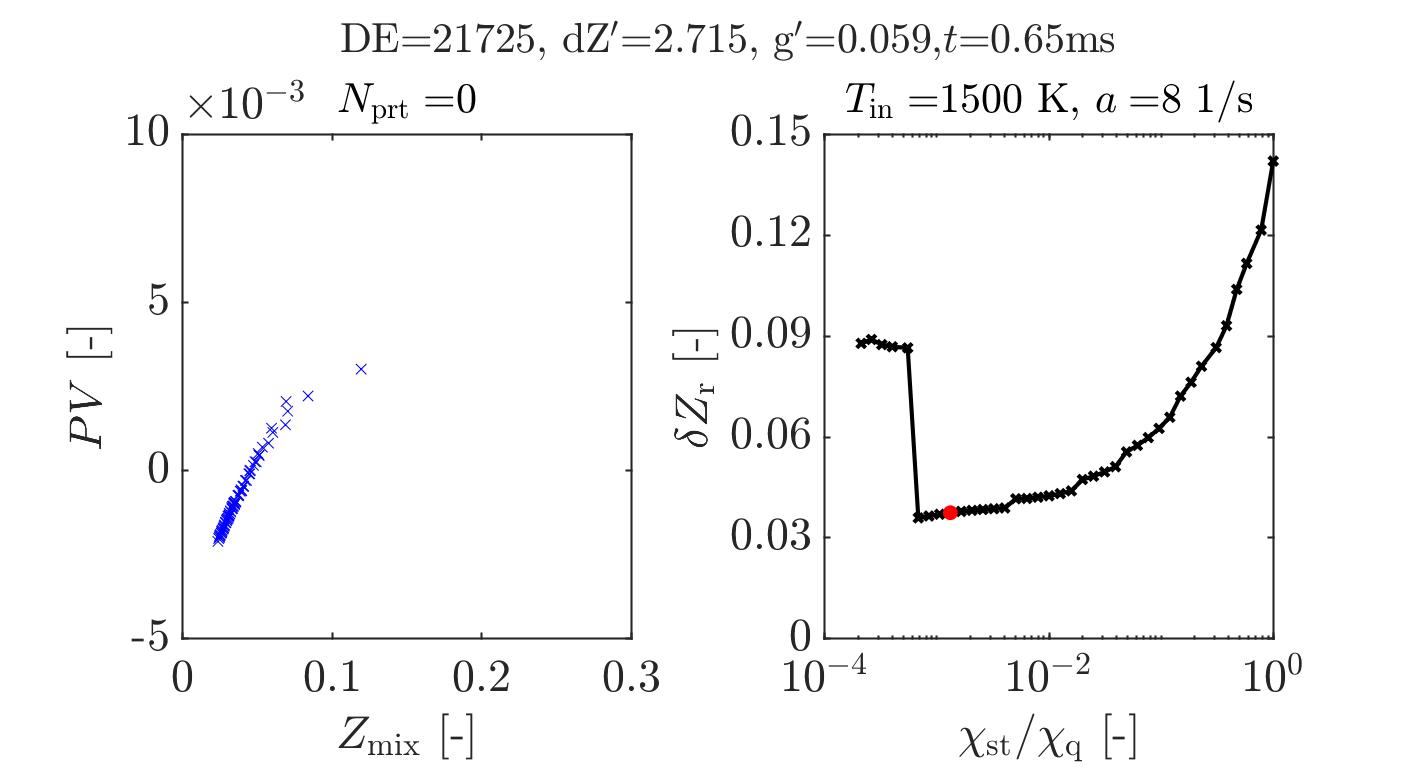 DE=21725, dZ′=2.715, g′=0.059,t=0.65ms
×10⁻³ N_prt =0
10
5
0
-5
0 0.1 0.2 0.3
PV [-]
Z_mix [-]
T_in =1500 K, a =8 1/s
0.15
0.12
0.09
0.06
0.03
0
10⁻⁴ 10⁻² 10⁰
δZ_r [-]
χ_st/χ_q [-]